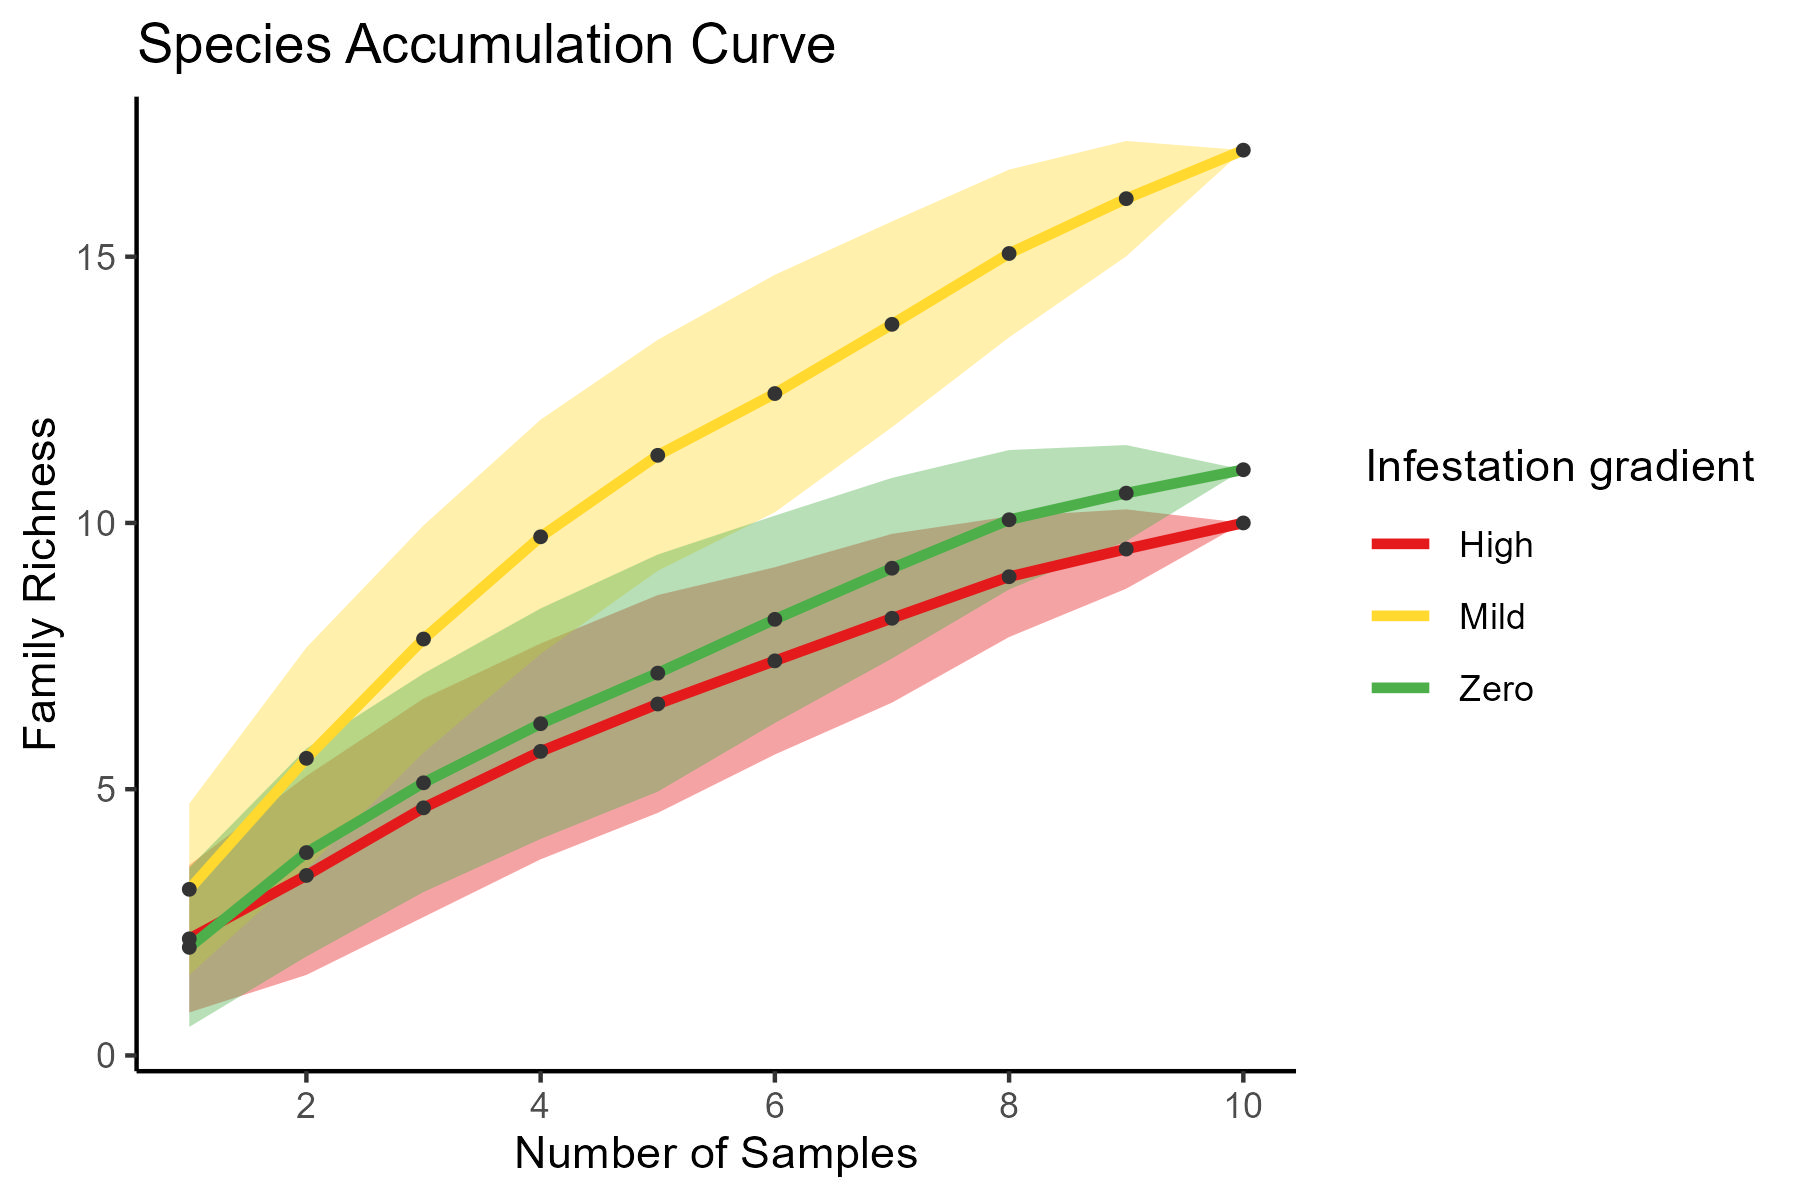 Species Accumulation Curve
Family Richness
15
10
5
0
2 4 6 8 10
Number of Samples
Infestation gradient
High
Mild
Zero